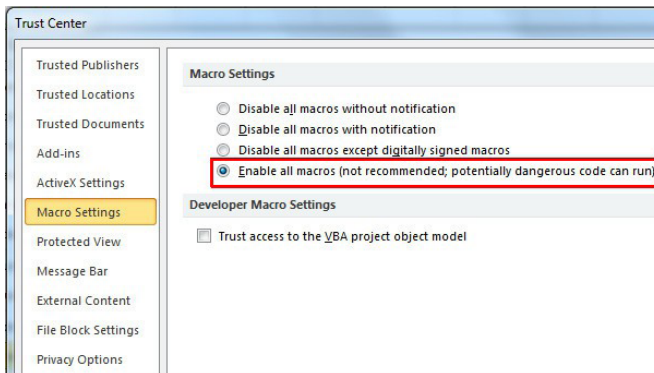 Trust Center
Trusted Publishers
Trusted Locations
Trusted Documents
Add-ins
ActiveX Settings
Macro Settings
Protected View
Message Bar
External Content
File Block Settings
Privacy Options
Macro Settings
Disable all macros without notification
Disable all macros with notification
Disable all macros except digitally signed macros
Enable all macros (not recommended; potentially dangerous code can run)
Developer Macro Settings
Trust access to the VBA project object model